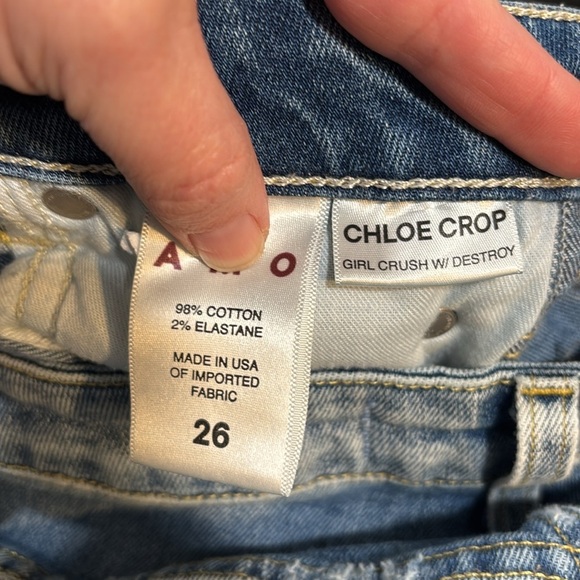 A M O
98% COTTON
2% ELASTANE
MADE IN USA
OF IMPORTED
FABRIC
26
CHLOE CROP
GIRL CRUSH W/ DESTROY